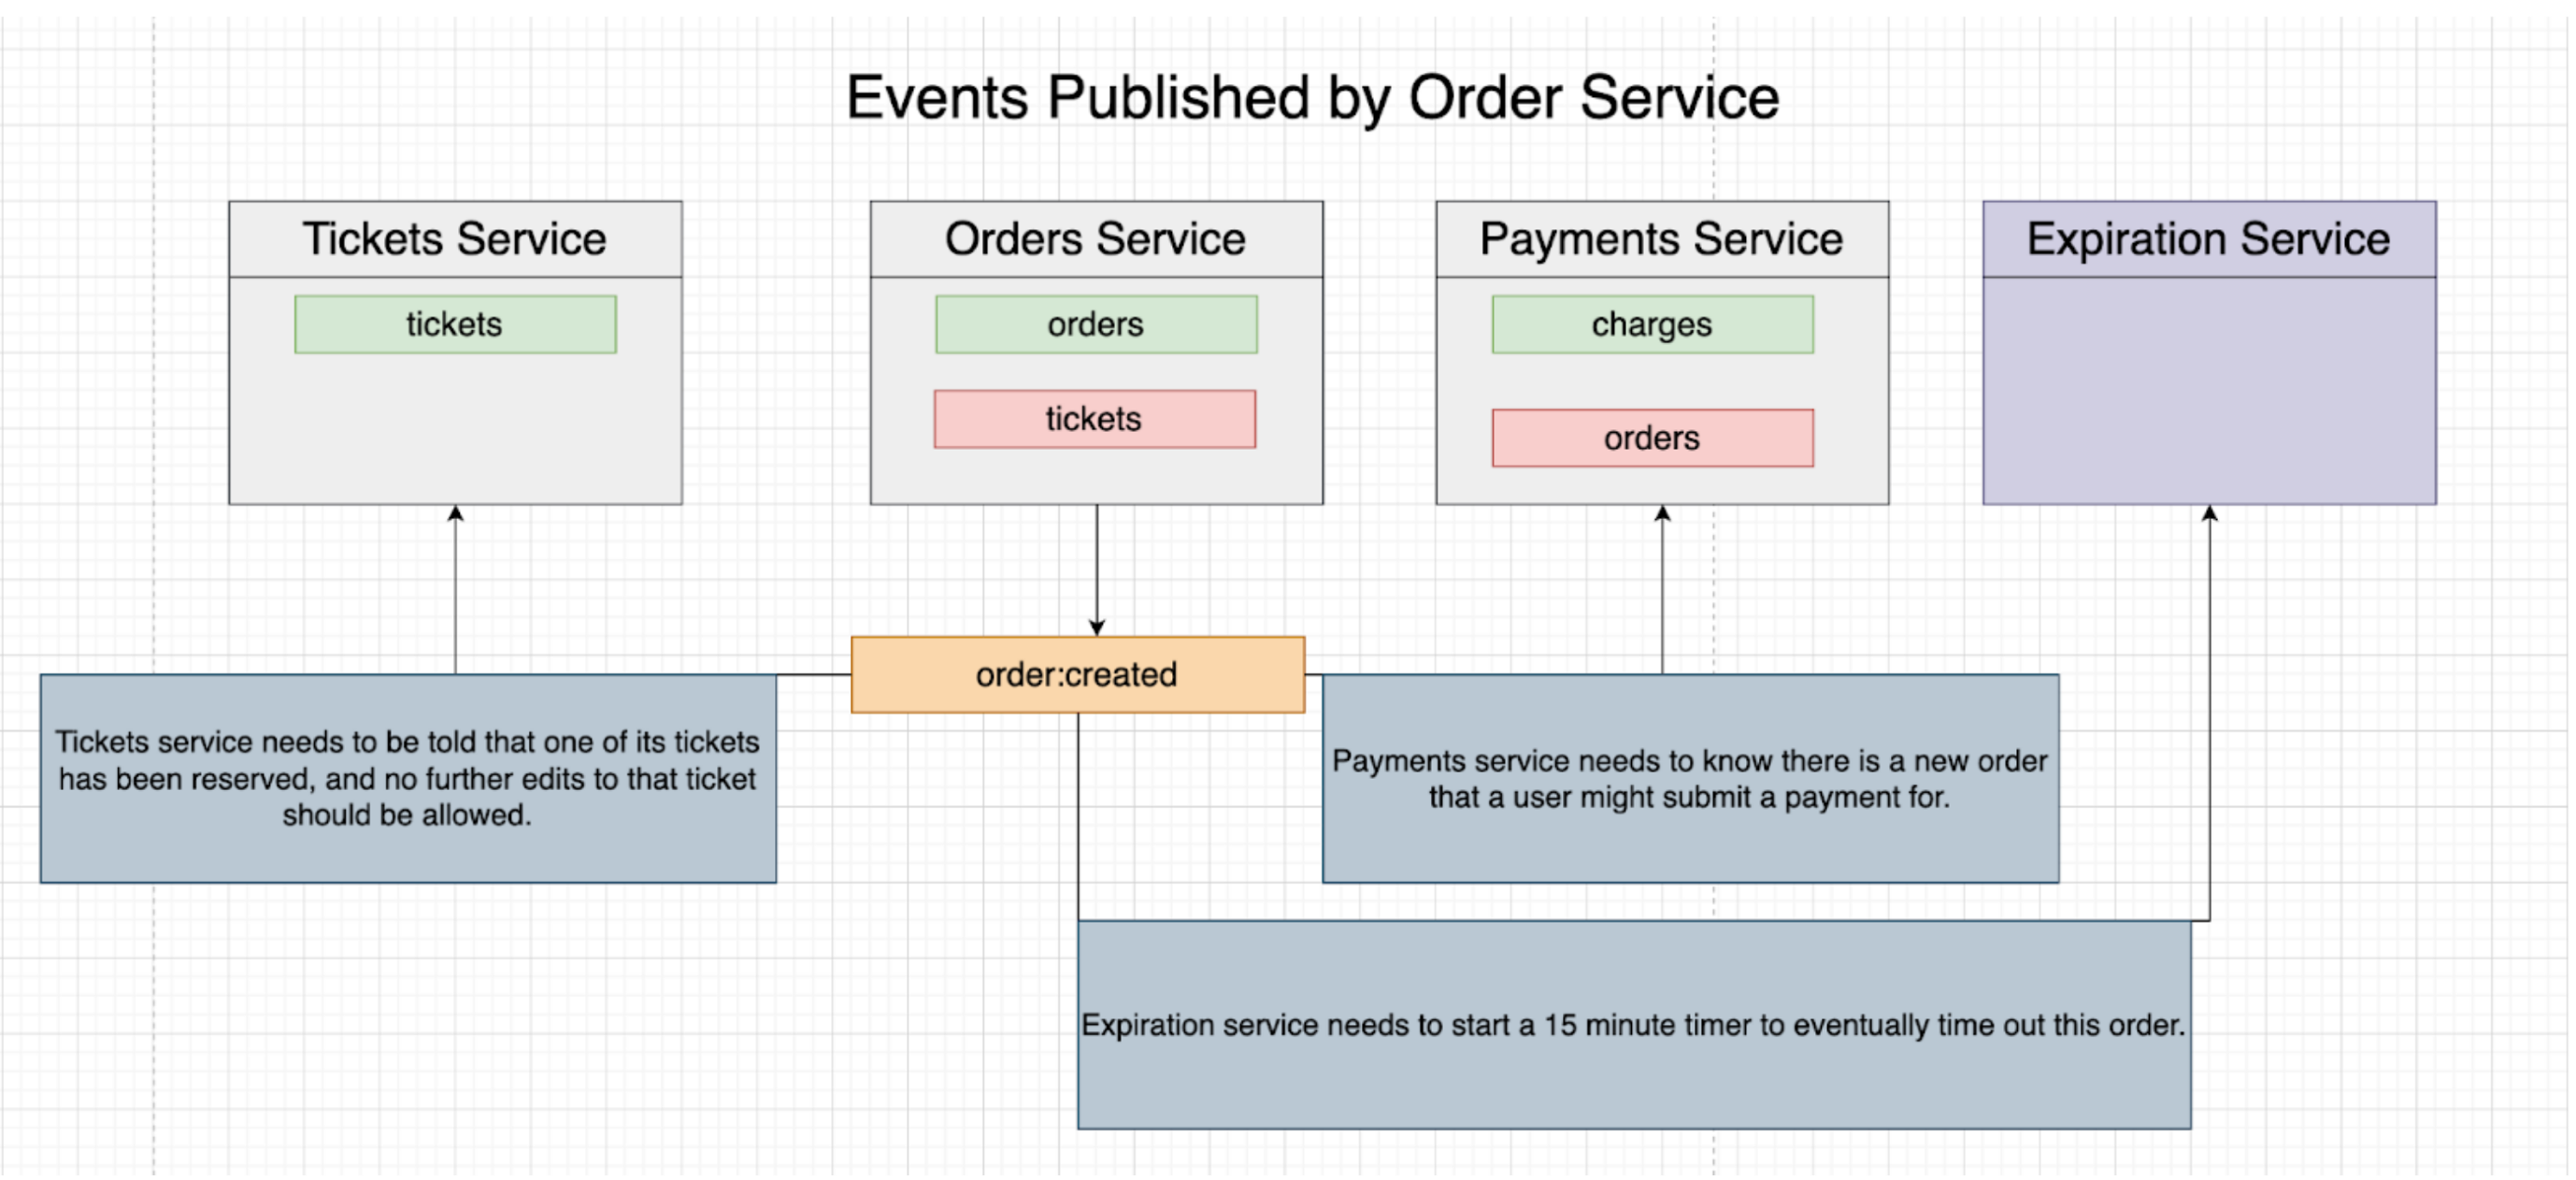 Events Published by Order Service
Tickets Service
tickets
Orders Service
orders
tickets
Payments Service
charges
orders
Expiration Service
order:created
Tickets service needs to be told that one of its tickets
has been reserved, and no further edits to that ticket
should be allowed.
Payments service needs to know there is a new order
that a user might submit a payment for.
Expiration service needs to start a 15 minute timer to eventually time out this order.